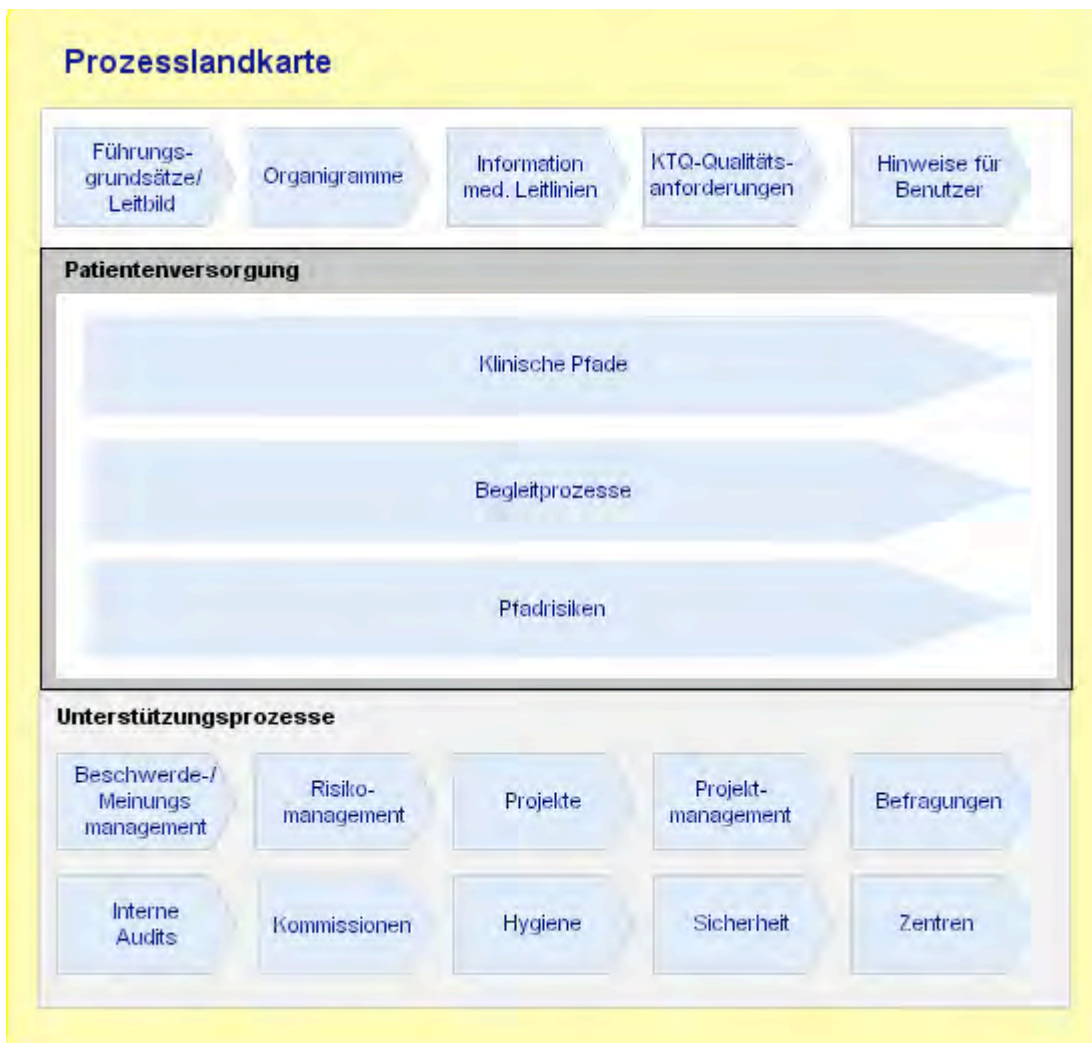 Prozesslandkarte
Führungs-
grundsätze/
Leitbild
Organigramme
Information
med. Leitlinien
KTQ-Qualitäts-
anforderungen
Hinweise für
Benutzer
Patientenversorgung
Klinische Pfade
Begleitprozesse
Pfadrisiken
Unterstützungsprozesse
Beschwerde-/
Meinungs
management
Risiko-
management
Projekte
Projekt-
management
Befragungen
Interne
Audits
Kommissionen
Hygiene
Sicherheit
Zentren